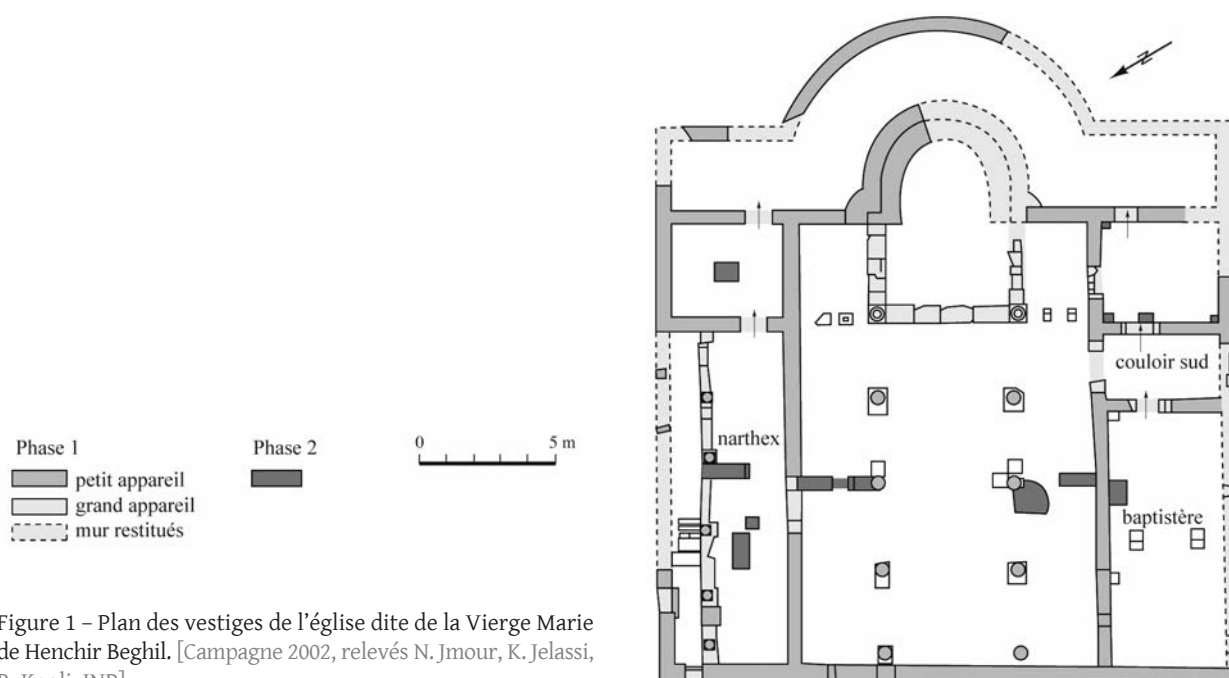 Phase 1
Phase 2
petit appareil
grand appareil
mur restitués
0
5 m
Figure 1 – Plan des vestiges de l'église dite de la Vierge Marie
de Henchir Beghil. [Campagne 2002, relevés N. Jmour, K. Jelassi,
INP]
N
couloir sud
narthex
baptistère